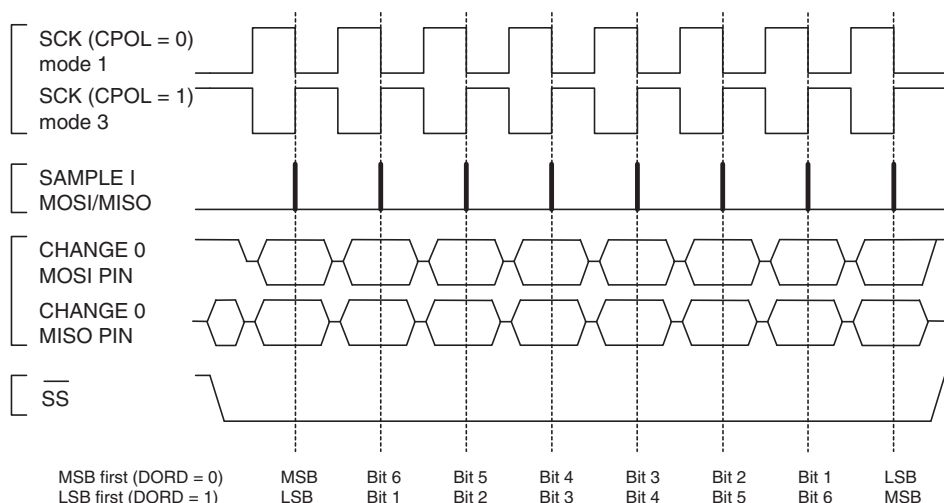 SCK (CPOL = 0)
mode 1
SCK (CPOL = 1)
mode 3
SAMPLE I
MOSI/MISO
CHANGE 0
MOSI PIN
CHANGE 0
MISO PIN
SS
MSB first (DORD = 0) MSB Bit 6 Bit 5 Bit 4 Bit 3 Bit 2 Bit 1 LSB
LSB first (DORD = 1) LSB Bit 1 Bit 2 Bit 3 Bit 4 Bit 5 Bit 6 MSB